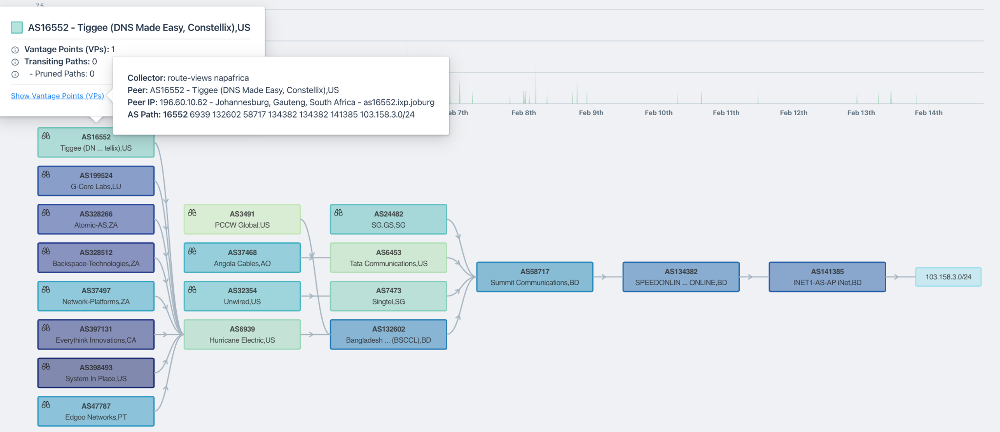 7.5
AS16552 - Tiggee (DNS Made Easy, Constellix),US
Vantage Points (VPs): 1
Transiting Paths: 0
- Pruned Paths: 0
Show Vantage Points (VPs)
Collector: route-views napafrica
Peer: AS16552 - Tiggee (DNS Made Easy, Constellix),US
Peer IP: 196.60.10.62 - Johannesburg, Gauteng, South Africa - as16552.ixp.joburg
AS Path: 16552 6939 132602 58717 134382 134382 141385 103.158.3.0/24
eb 7th
Feb 8th
Feb 9th
Feb 10th
Feb 11th
Feb 12th
Feb 13th
Feb 14th
AS16552
Tiggee (DN ... tellix),US
AS199524
G-Core Labs,LU
AS328266
Atomic-AS,ZA
AS328512
Backspace-Technologies,ZA
AS37497
Network-Platforms,ZA
AS397131
Everythink Innovations,CA
AS398493
System In Place,US
AS47787
Edgoo Networks,PT
AS3491
PCCW Global,US
AS37468
Angola Cables,AO
AS32354
Unwired,US
AS6939
Hurricane Electric,US
AS24482
SG.GS,SG
AS6453
Tata Communications,US
AS7473
Singtel,SG
AS132602
Bangladesh ... (BSCCL),BD
AS58717
Summit Communications,BD
AS134382
SPEEDONLIN ... ONLINE,BD
AS141385
INET1-AS-AP iNet,BD
103.158.3.0/24